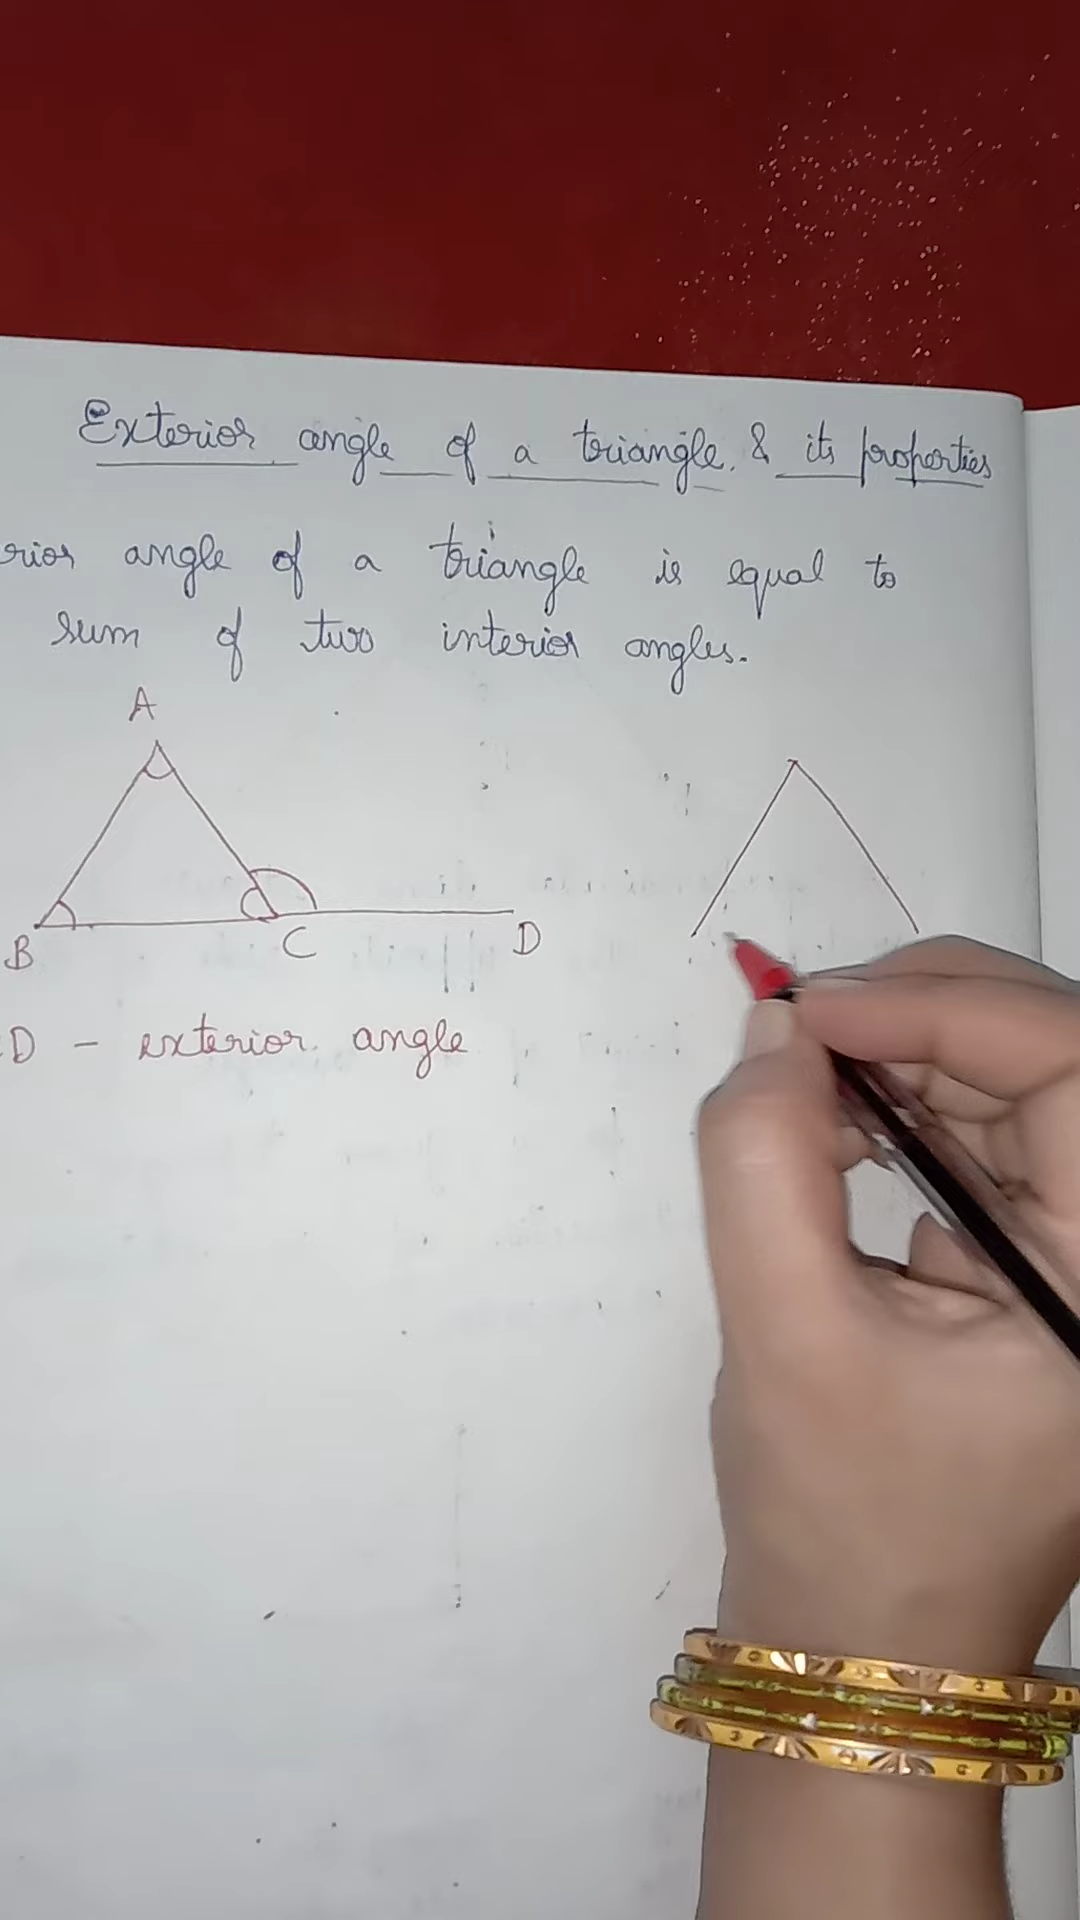 Exterior angle of a triangle & its properties
rior angle of a triangle is equal to
sum of two interior angles.
A
B C D
D - exterior angle